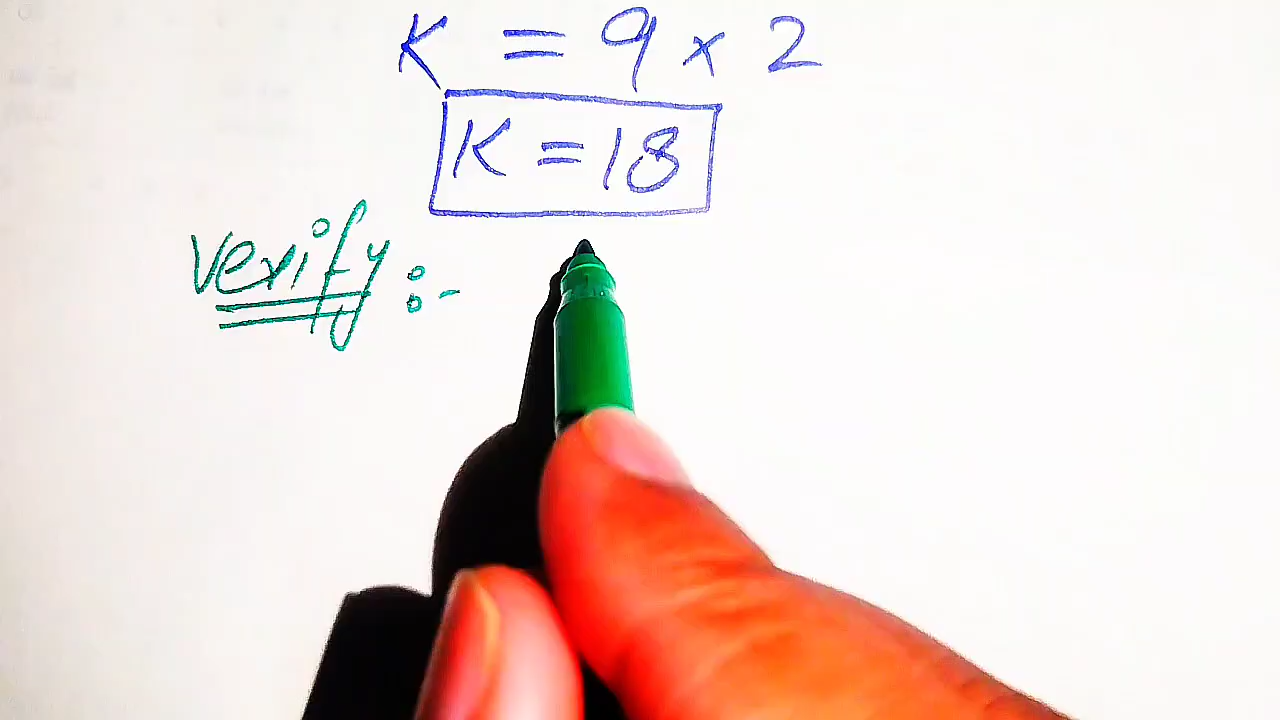 K = 9 x 2
K = 18
Verify :-